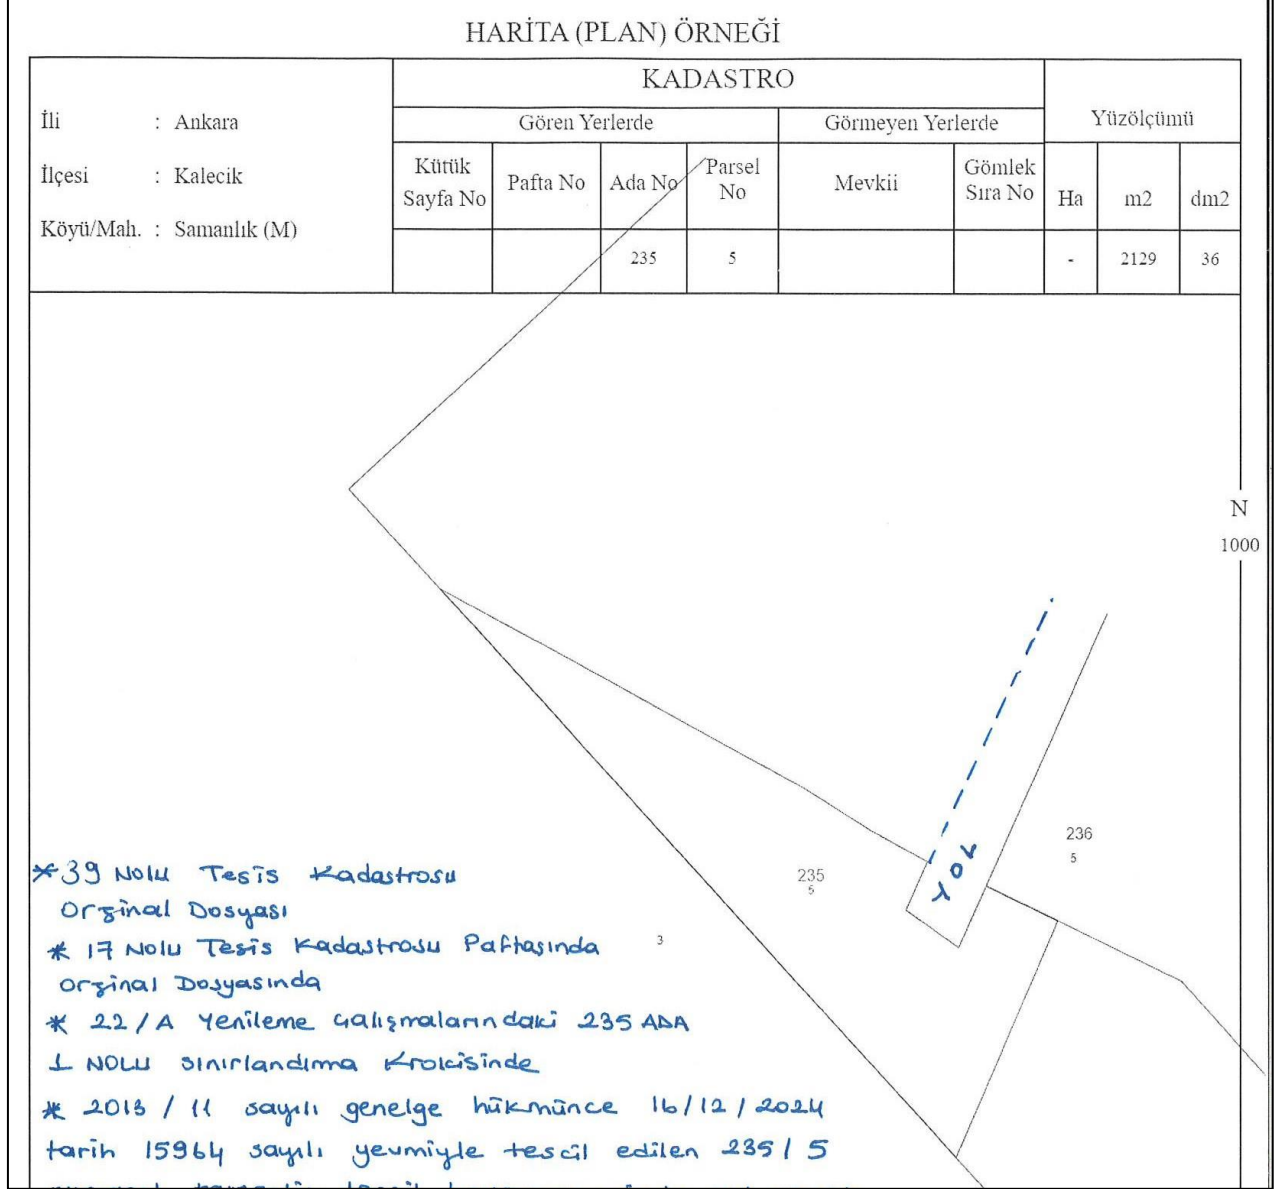 HARİTA (PLAN) ÖRNEĞİ
İli : Ankara
İlçesi : Kalecik
Köyü/Mah. : Samanlık (M)
KADASTRO
Gören Yerlerde
Görmeyen Yerlerde
Yüzölçümü
Kütük
Sayfa No
Pafta No
Ada No
Parsel
No
Mevkii
Gömlek
Sıra No
Ha
m2
dm2
235
5
-
2129
36
N
1000
YOL
236
5
235
5
3
* 39 Nolu Tesis Kadastrosu
Orginal Dosyası
* 17 Nolu Tesis Kadastrosu Paftasında
orginal Dosyasında
* 22/A Yenileme çalışmalarındaki 235 ADA
1 NOLU sınırlandırma Krokisinde
* 2013 / 11 sayılı genelge hükmünce 16/12/2024
tarih 15964 sayılı yevmiyle tescil edilen 235/5